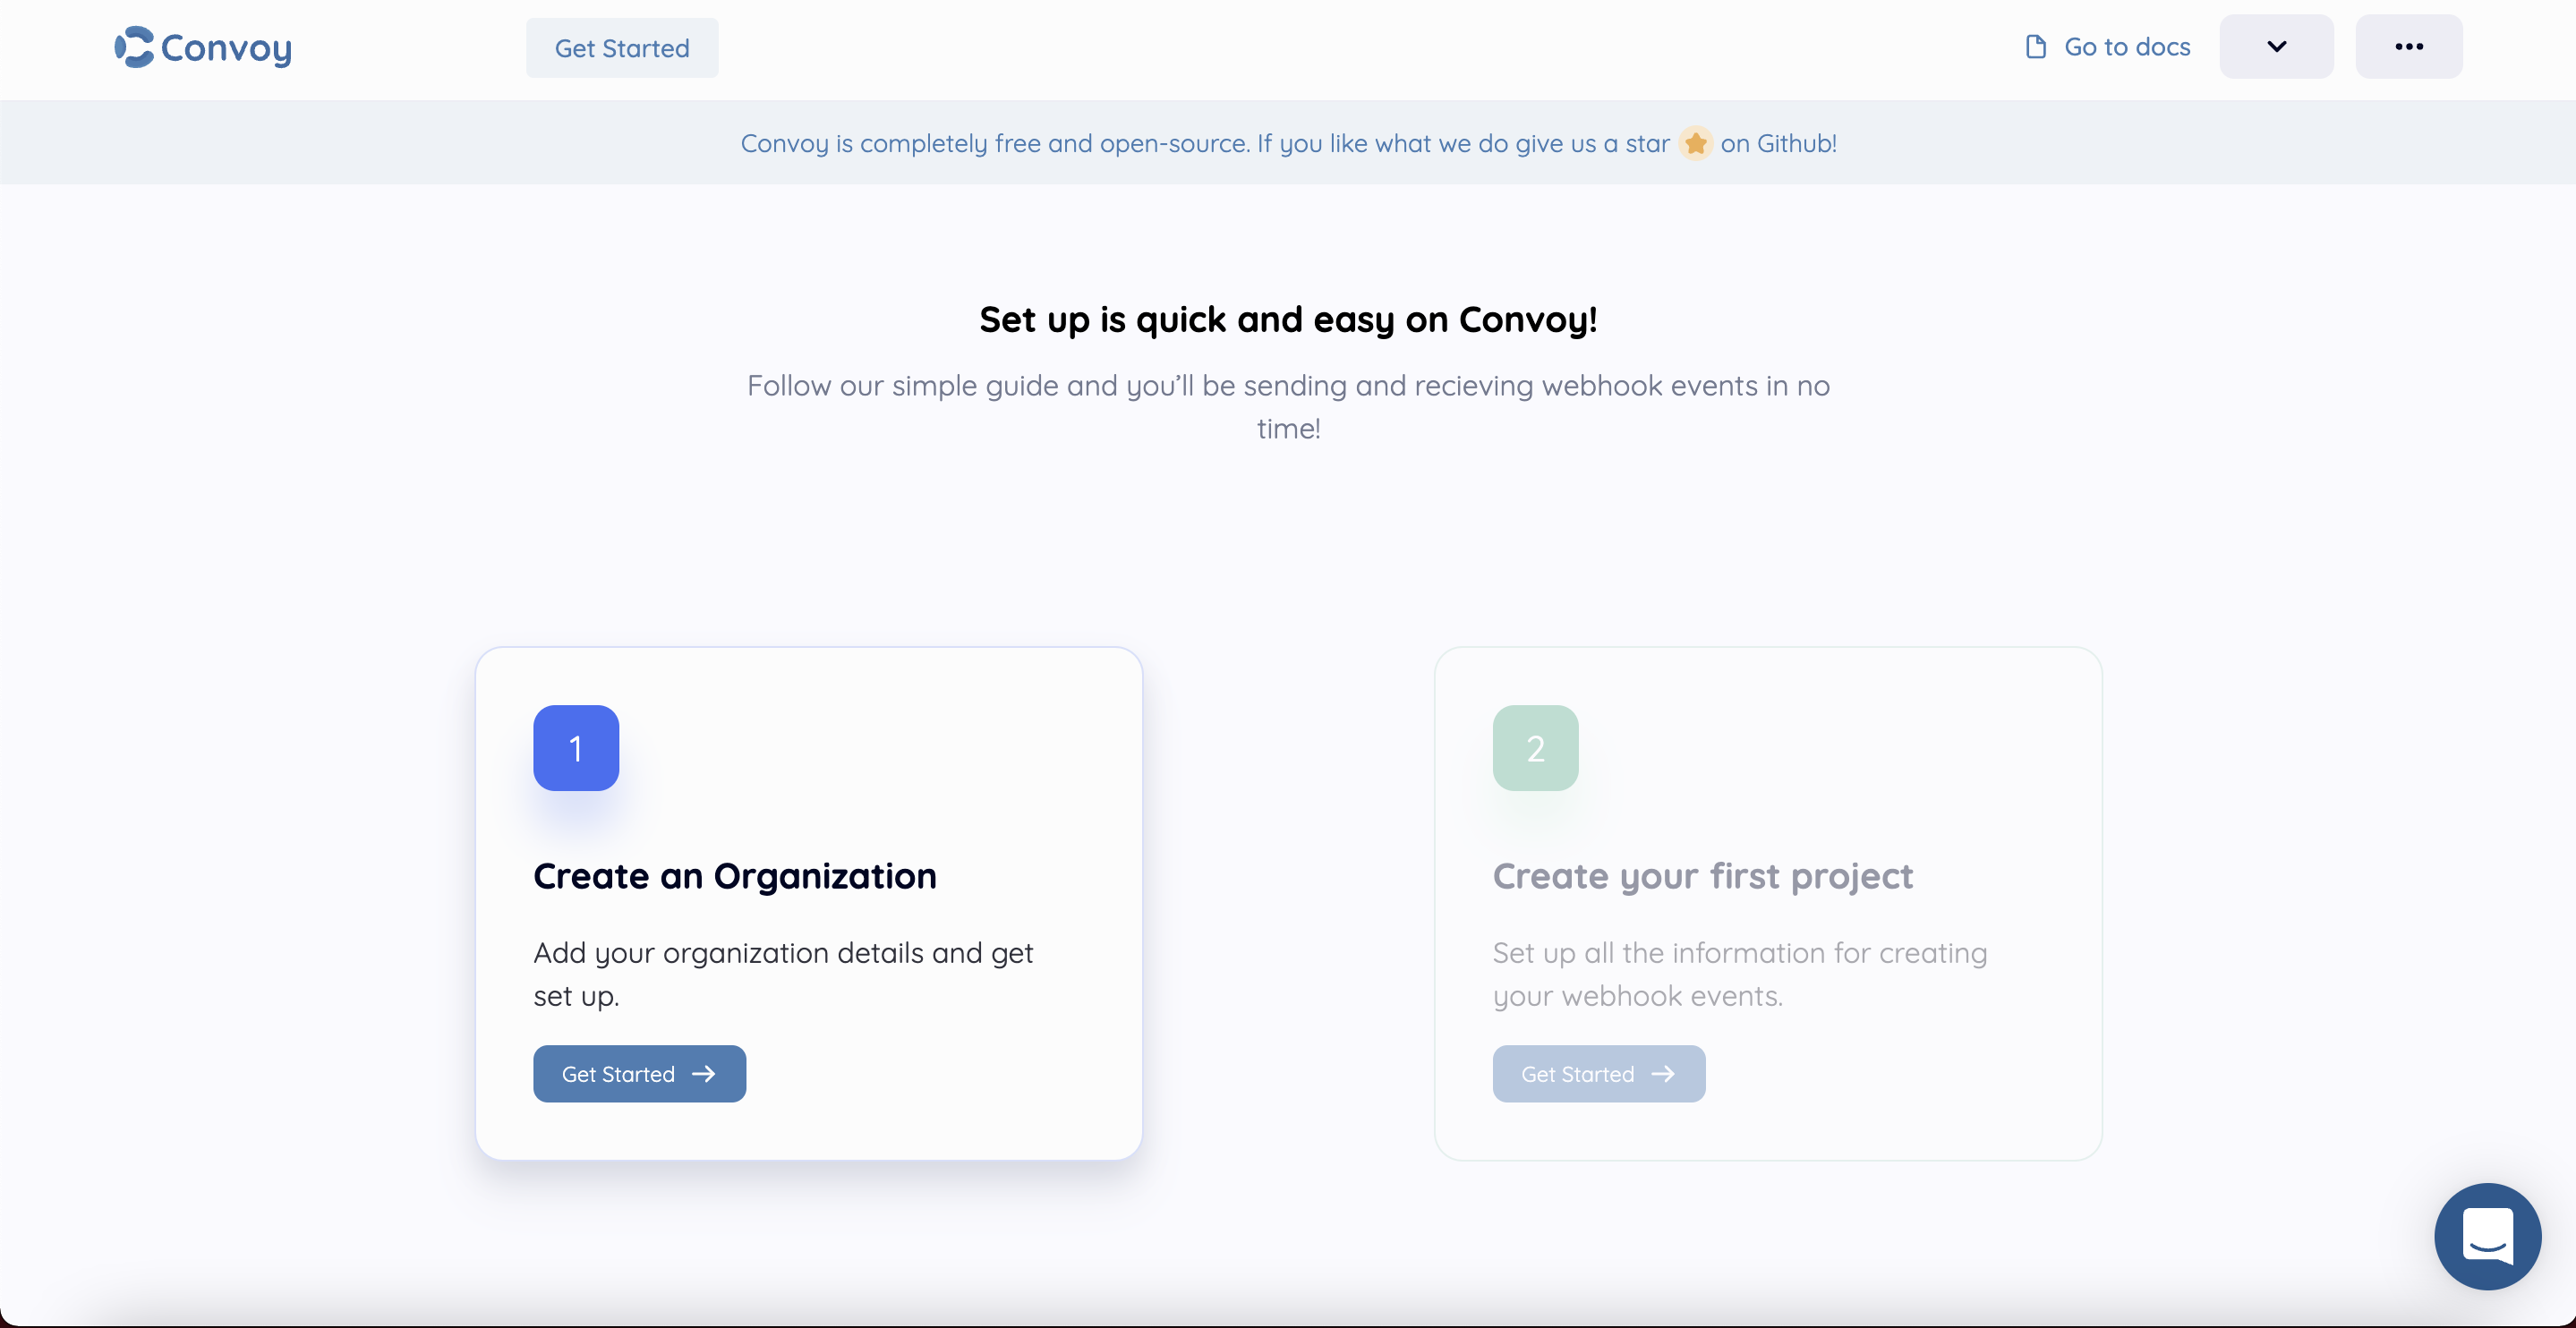 Convoy
Get Started
Go to docs
Convoy is completely free and open-source. If you like what we do give us a star on Github!
Set up is quick and easy on Convoy!
Follow our simple guide and you’ll be sending and recieving webhook events in no
time!
1
Create an Organization
Add your organization details and get
set up.
Get Started
2
Create your first project
Set up all the information for creating
your webhook events.
Get Started